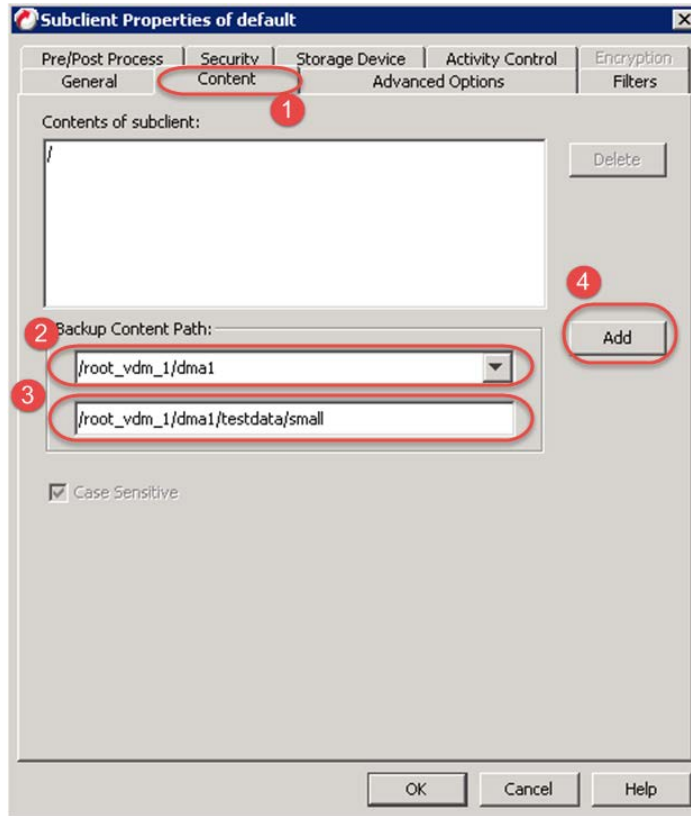 Subclient Properties of default
Pre/Post Process Security Storage Device Activity Control Encryption
General Content Advanced Options Filters
1
Contents of subclient:
/
Delete
4
Backup Content Path:
Add
2
/root_vdm_1/dma1
3
/root_vdm_1/dma1/testdata/small
Case Sensitive
OK Cancel Help